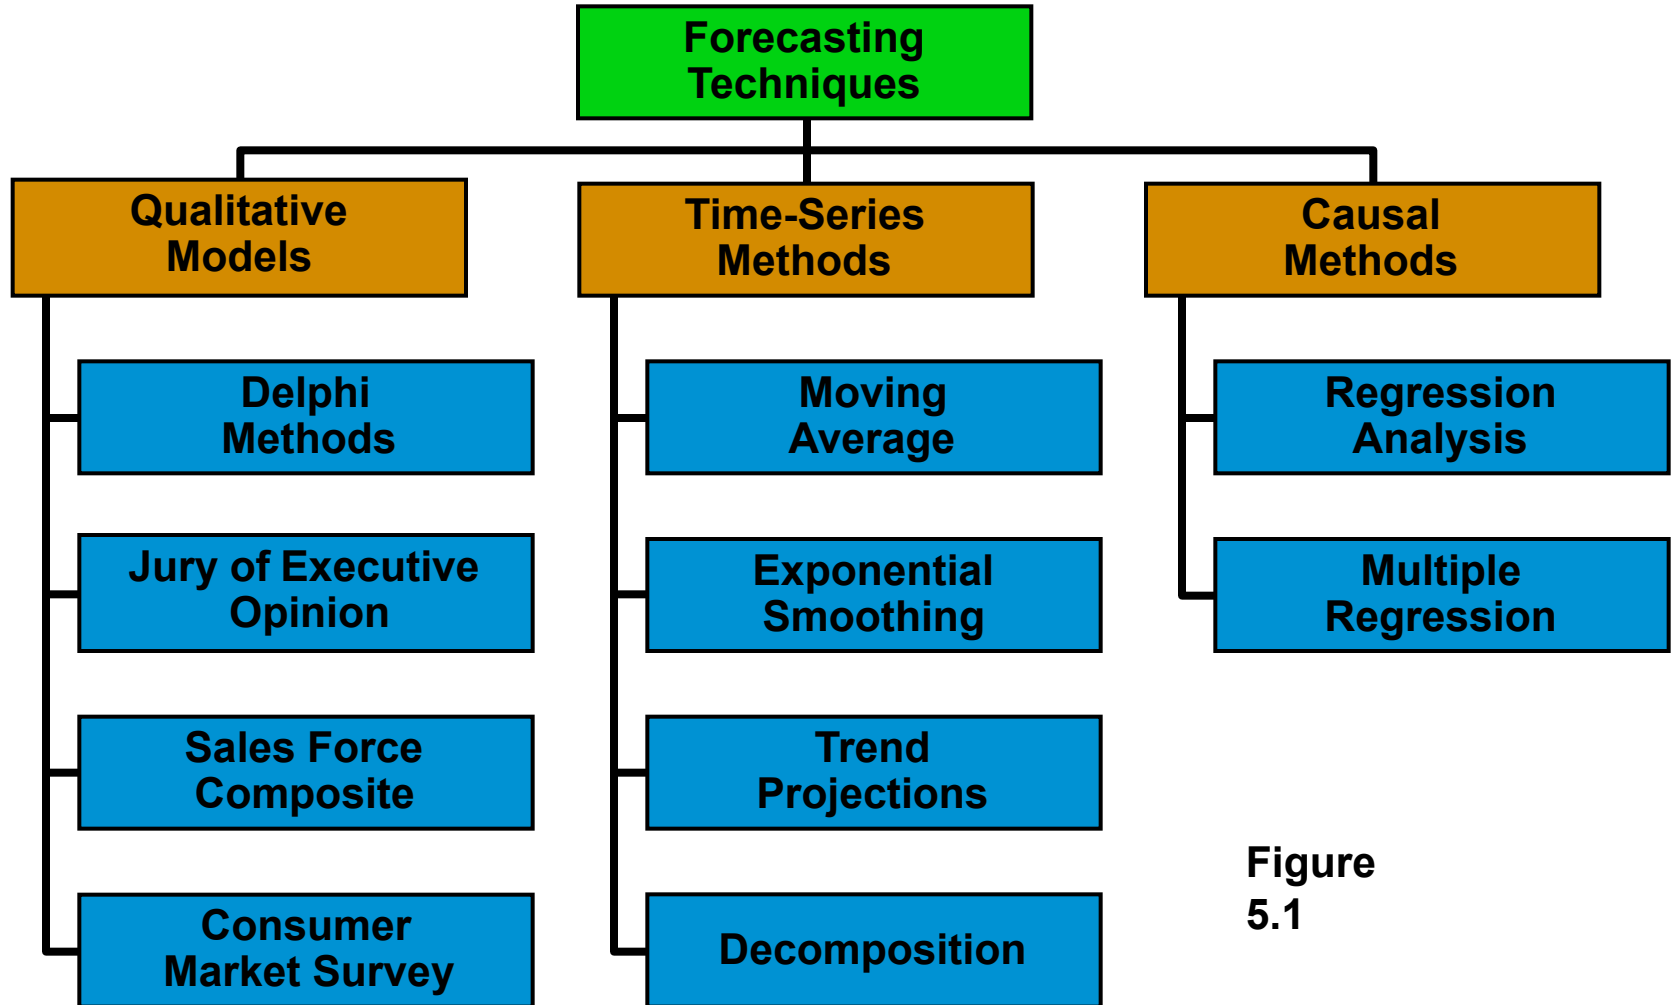 Forecasting
Techniques
Qualitative
Models
Time-Series
Methods
Causal
Methods
Delphi
Methods
Moving
Average
Regression
Analysis
Jury of Executive
Opinion
Exponential
Smoothing
Multiple
Regression
Sales Force
Composite
Trend
Projections
Figure
5.1
Consumer
Market Survey
Decomposition